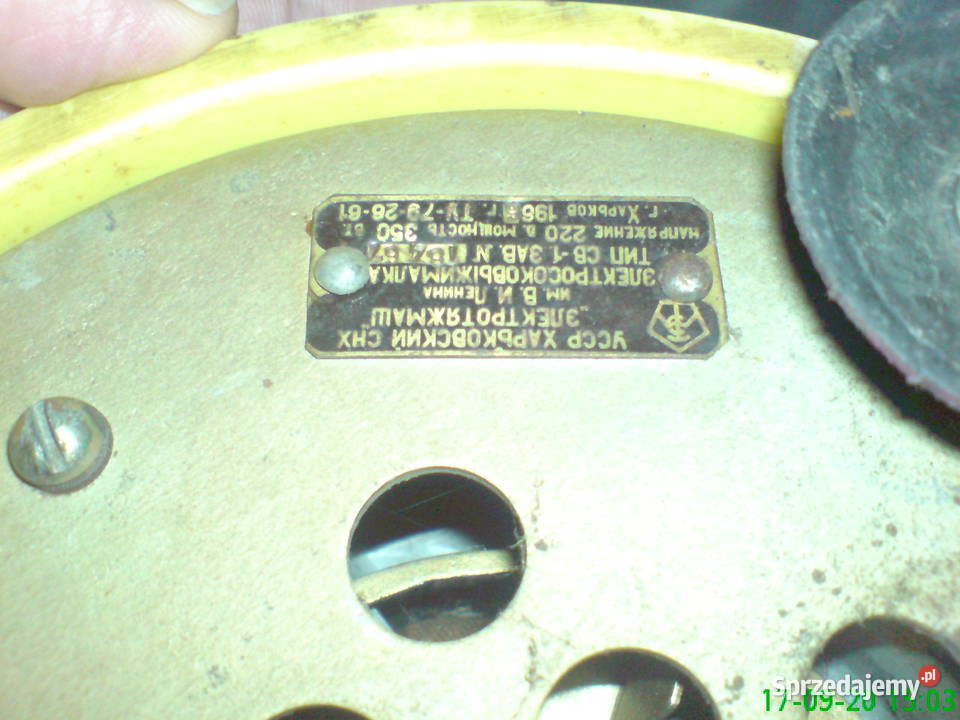 УССР ХАРЬКОВСКИЙ СНХ
„ЭЛЕКТРОТЯЖМАШ"
ИМ. В. И. ЛЕНИНА
ЭЛЕКТРОСОКОВЫЖИМАЛКА
ТИП СВ-1 ЗАВ. №
НАПРЯЖЕНИЕ 220 В. МОЩНОСТЬ 350 ВТ.
г. ХАРЬКОВ г. ТУ-79-26-61
Sprzedajemy.pl
17-09-20 15:03